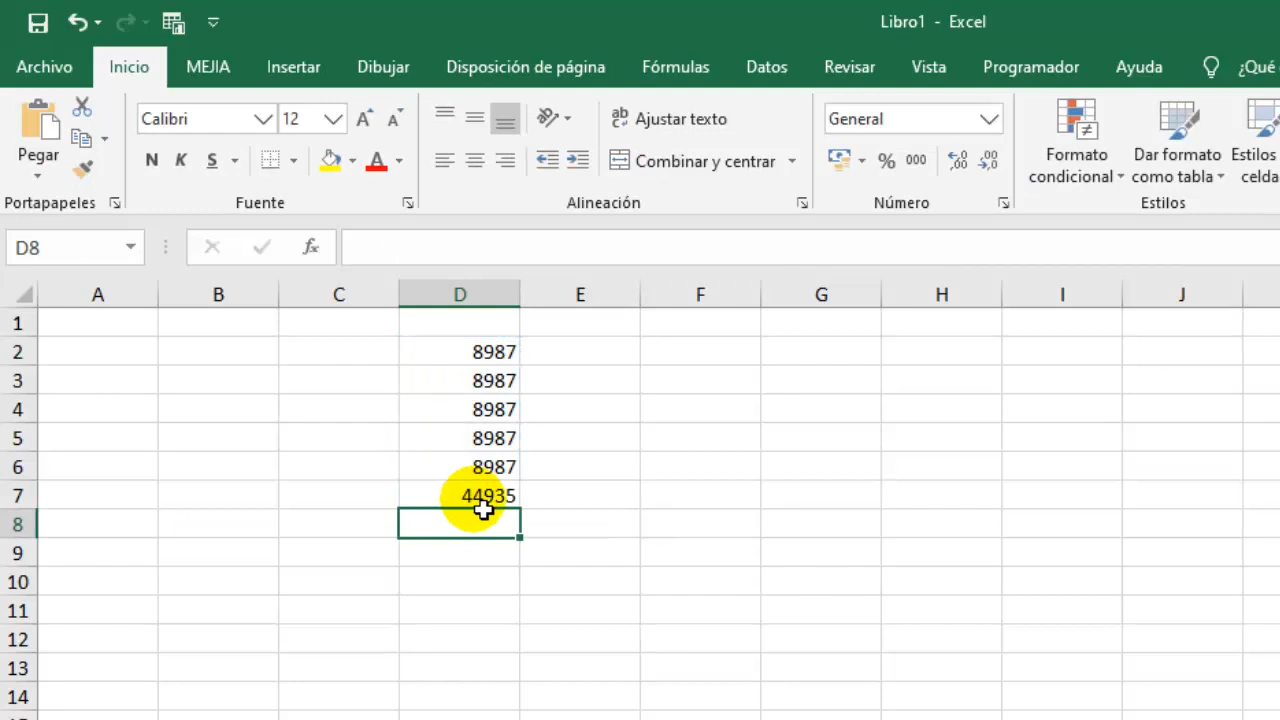 Libro1 - Excel
Archivo Inicio MEJIA Insertar Dibujar Disposición de página Fórmulas Datos Revisar Vista Programador Ayuda ¿Qué
Calibri 12 Ajustar texto General
Pegar N K S Combinar y centrar % 000 Formato condicional Dar formato como tabla Estilos
Portapapeles Fuente Alineación Número Estilos
D8 fx
A B C D E F G H I J
1
2 8987
3 8987
4 8987
5 8987
6 8987
7 44935
8
9
10
11
12
13
14